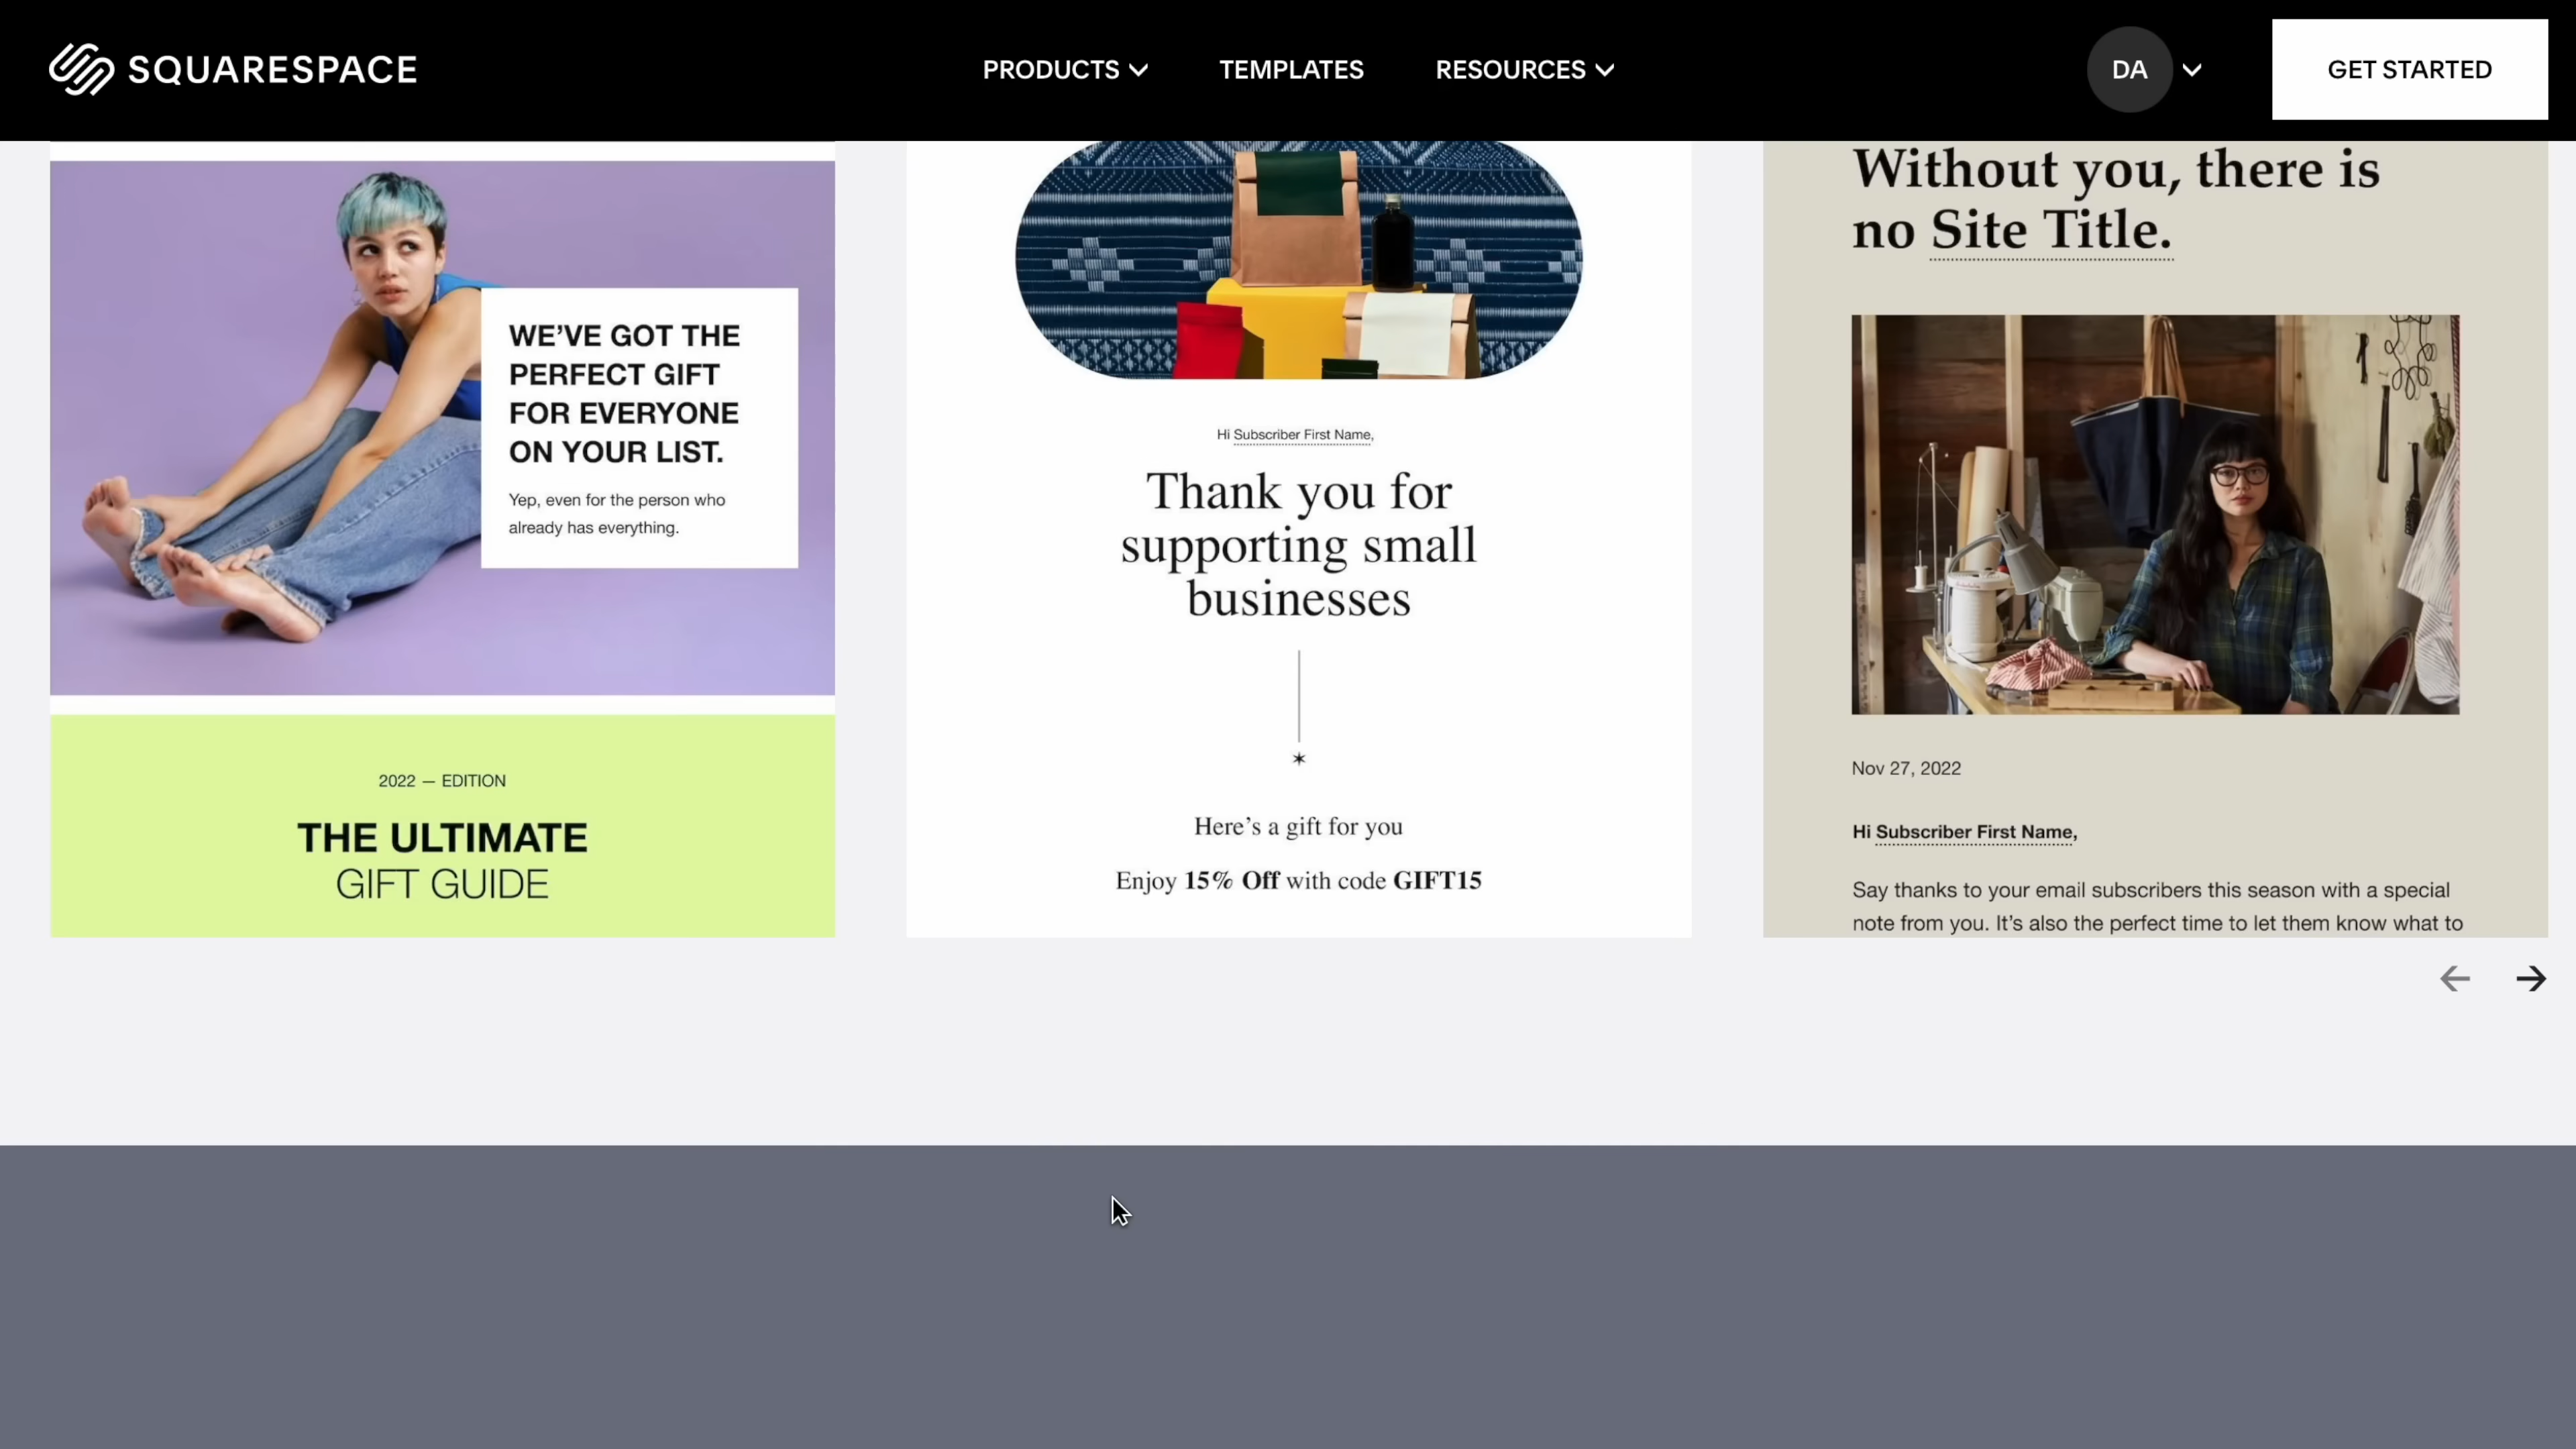 SQUARESPACE
PRODUCTS
TEMPLATES
RESOURCES
DA
GET STARTED
WE’VE GOT THE
PERFECT GIFT
FOR EVERYONE
ON YOUR LIST.
Yep, even for the person who
already has everything.
2022 — EDITION
THE ULTIMATE
GIFT GUIDE
Hi Subscriber First Name,
Thank you for
supporting small
businesses
Here’s a gift for you
Enjoy 15% Off with code GIFT15
Without you, there is
no Site Title.
Nov 27, 2022
Hi Subscriber First Name,
Say thanks to your email subscribers this season with a special
note from you. It’s also the perfect time to let them know what to